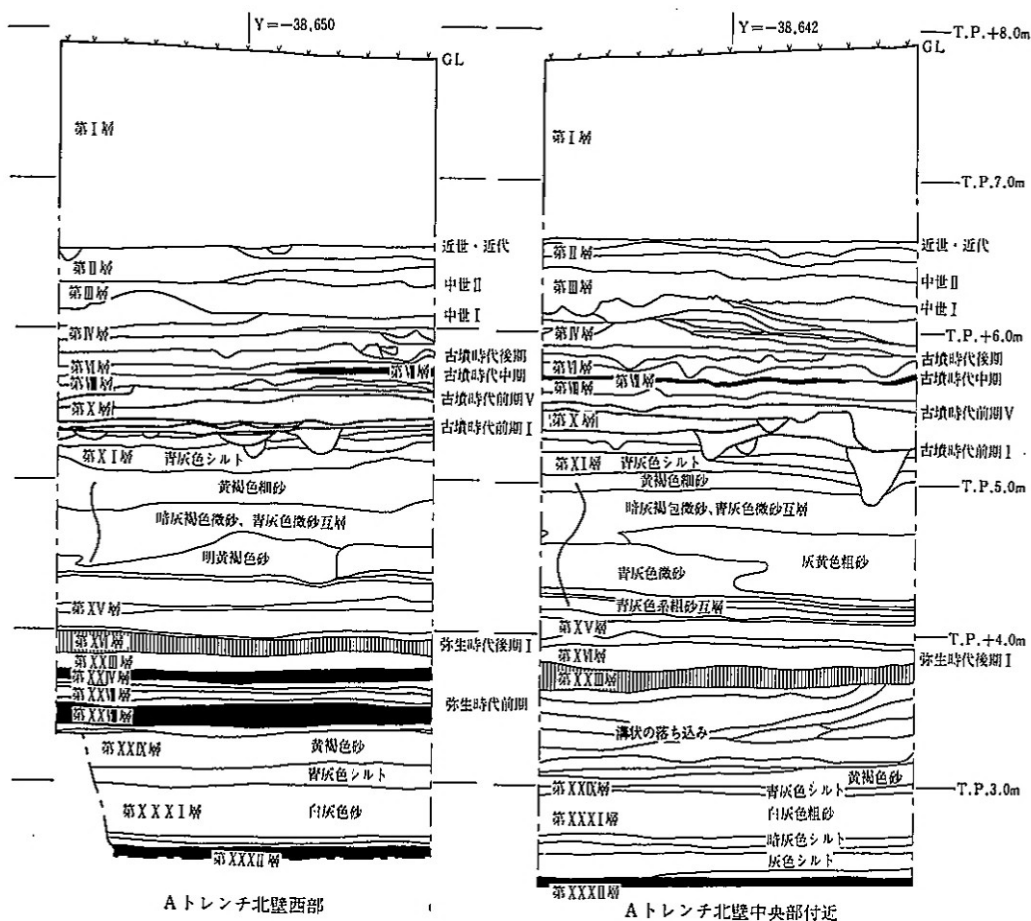 Y=-38,650
GL
第Ⅰ層
近世・近代
第Ⅱ層
中世Ⅱ
第Ⅲ層
中世Ⅰ
第Ⅳ層
古墳時代後期
第Ⅵ層
第Ⅶ層
古墳時代中期
第Ⅷ層
古墳時代前期Ⅴ
第Ⅹ層
古墳時代前期Ⅰ
第ⅩⅠ層
青灰色シルト
黄褐色細砂
暗灰褐色微砂、青灰色微砂互層
明黄褐色砂
第ⅩⅤ層
第ⅩⅥ層
弥生時代後期Ⅰ
第ⅩⅩⅢ層
第ⅩⅩⅣ層
第ⅩⅩⅦ層
弥生時代前期
第ⅩⅩⅧ層
第ⅩⅩⅨ層
黄褐色砂
青灰色シルト
第ⅩⅩⅩⅠ層
白灰色砂
第ⅩⅩⅩⅡ層
Aトレンチ北壁西部
Y=-38,642
T.P.+8.0m
GL
第Ⅰ層
T.P.7.0m
近世・近代
第Ⅱ層
中世Ⅱ
第Ⅲ層
中世Ⅰ
第Ⅳ層
T.P.+6.0m
古墳時代後期
第Ⅵ層
古墳時代中期
第Ⅶ層
第Ⅷ層
古墳時代前期Ⅴ
第Ⅹ層
古墳時代前期Ⅰ
第ⅩⅠ層
青灰色シルト
黄褐色細砂
T.P.5.0m
暗灰褐色微砂、青灰色微砂互層
灰黄色粗砂
青灰色微砂
青灰色系粗砂互層
第ⅩⅤ層
T.P.+4.0m
第ⅩⅥ層
弥生時代後期Ⅰ
第ⅩⅩⅢ層
溝状の落ち込み
黄褐色砂
第ⅩⅩⅨ層
青灰色シルト
T.P.3.0m
第ⅩⅩⅩⅠ層
白灰色粗砂
暗灰色シルト
灰色シルト
第ⅩⅩⅩⅡ層
Aトレンチ北壁中央部付近